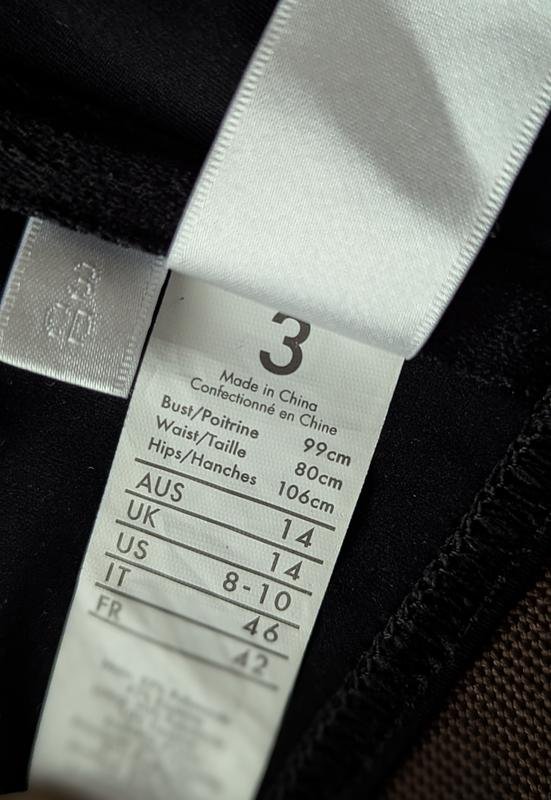 3
Made in China
Confectionné en Chine
Bust/Poitrine 99cm
Waist/Taille 80cm
Hips/Hanches 106cm
AUS 14
UK 14
US 8-10
IT 46
FR 42